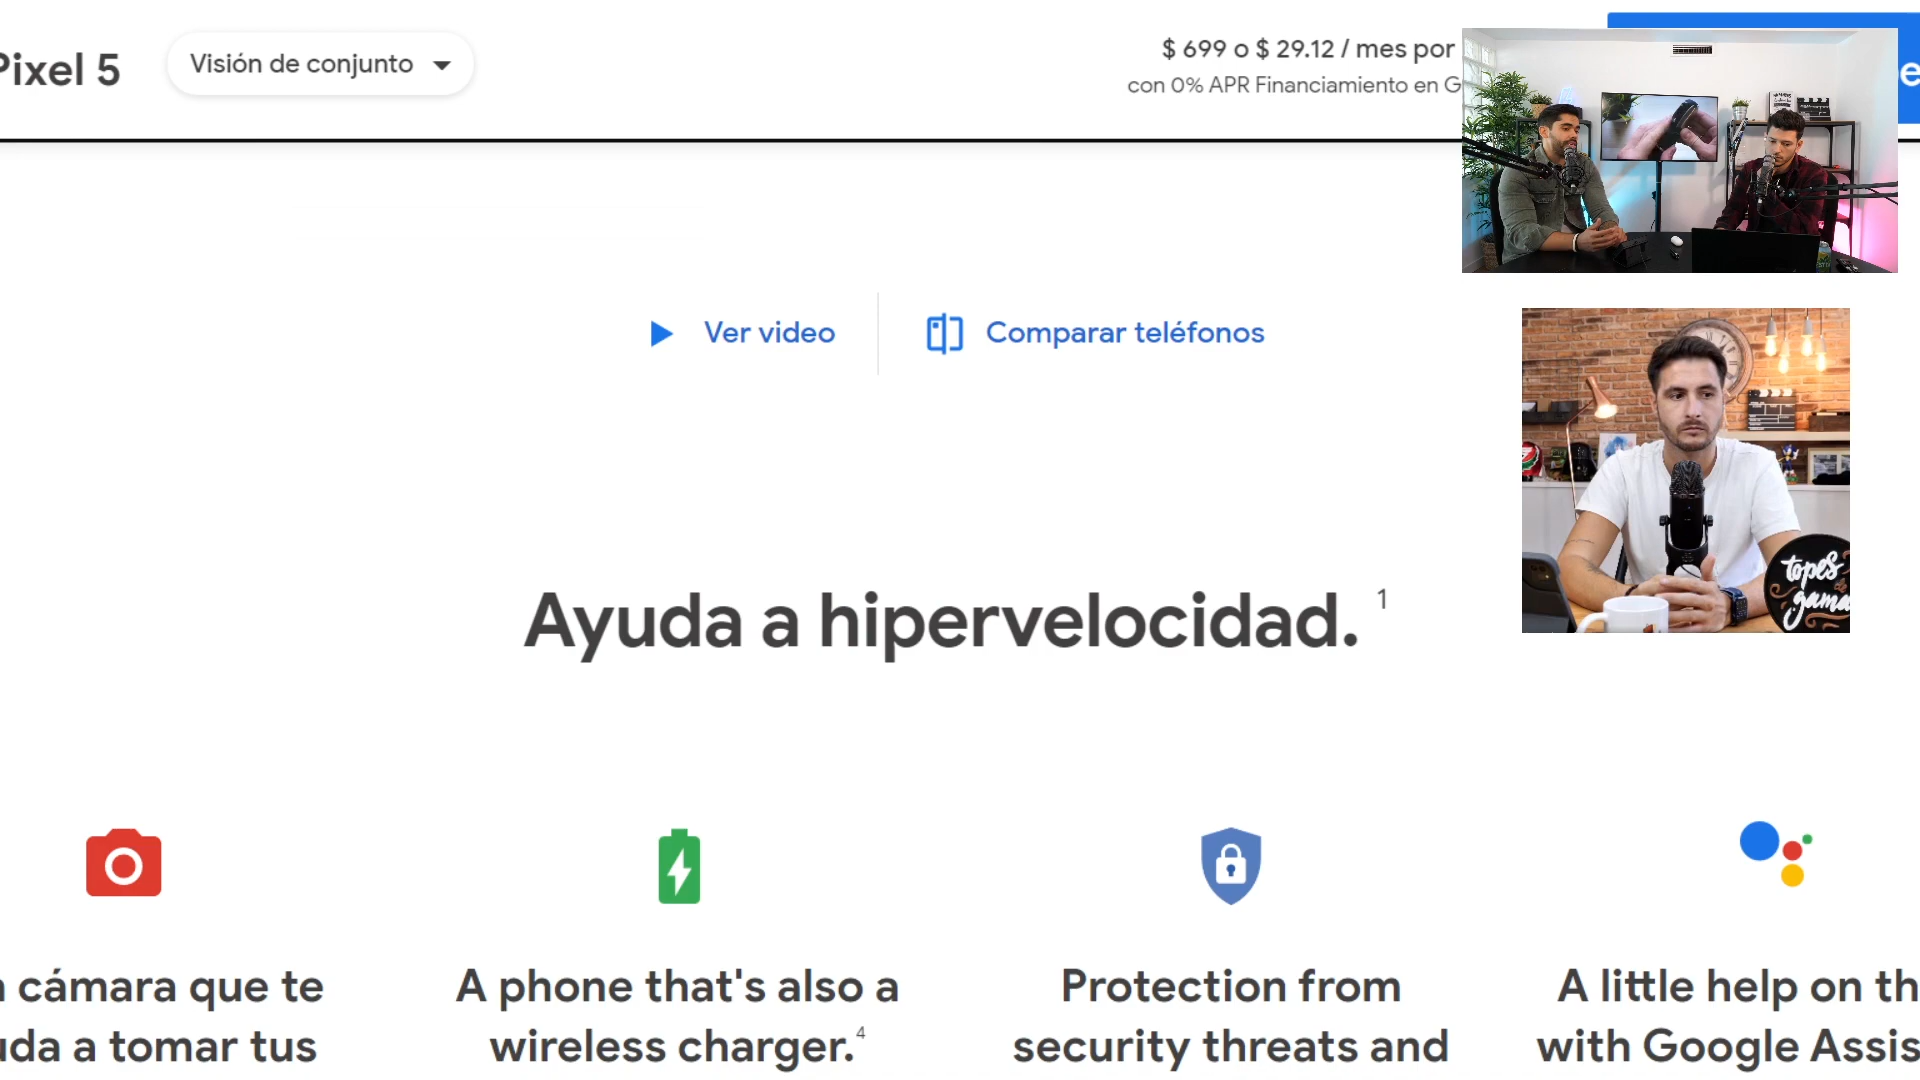 Pixel 5
Visión de conjunto
$ 699 o $ 29.12 / mes por
con 0% APR Financiamiento en G
Ver video
Comparar teléfonos
Ayuda a hipervelocidad. 1
topes
gama
cámara que te
uda a tomar tus
A phone that's also a
wireless charger. 4
Protection from
security threats and
A little help on th
with Google Assis